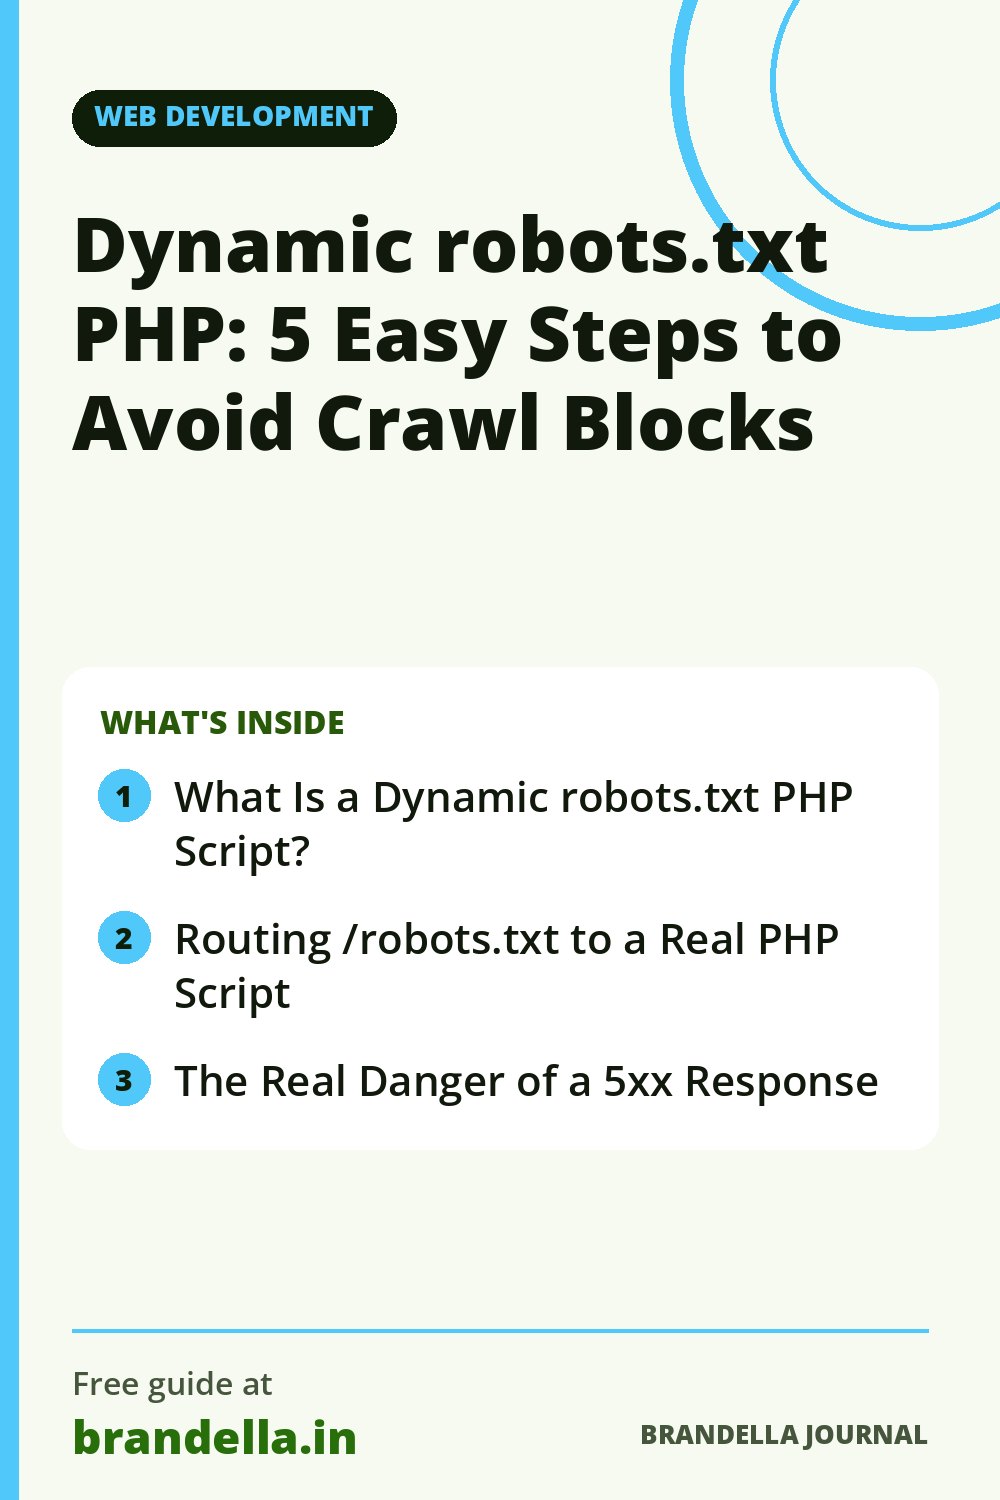 WEB DEVELOPMENT
Dynamic robots.txt
PHP: 5 Easy Steps to
Avoid Crawl Blocks
WHAT'S INSIDE
1 What Is a Dynamic robots.txt PHP
Script?
2 Routing /robots.txt to a Real PHP
Script
3 The Real Danger of a 5xx Response
Free guide at
brandella.in
BRANDELLA JOURNAL